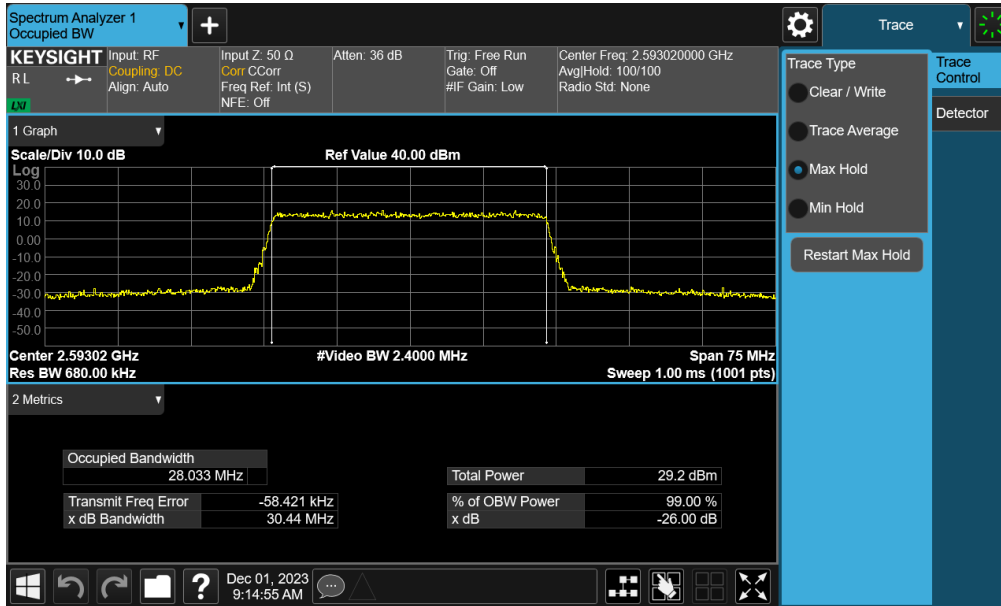 Spectrum Analyzer 1
Occupied BW
+
Trace
KEYSIGHT
R L
LXI
Input: RF
Coupling: DC
Align: Auto
Input Z: 50 Ω
Corr CCorr
Freq Ref: Int (S)
NFE: Off
Atten: 36 dB
Trig: Free Run
Gate: Off
#IF Gain: Low
Center Freq: 2.593020000 GHz
Avg|Hold: 100/100
Radio Std: None
Trace Type
Clear / Write
Trace Average
Max Hold
Min Hold
Restart Max Hold
Trace
Control
Detector
1 Graph
Scale/Div 10.0 dB
Ref Value 40.00 dBm
Log
30.0
20.0
10.0
0.00
-10.0
-20.0
-30.0
-40.0
-50.0
Center 2.59302 GHz
#Video BW 2.4000 MHz
Span 75 MHz
Res BW 680.00 kHz
Sweep 1.00 ms (1001 pts)
2 Metrics
Occupied Bandwidth
28.033 MHz
Total Power 29.2 dBm
Transmit Freq Error -58.421 kHz
% of OBW Power 99.00 %
x dB Bandwidth 30.44 MHz
x dB -26.00 dB
?
Dec 01, 2023
9:14:55 AM